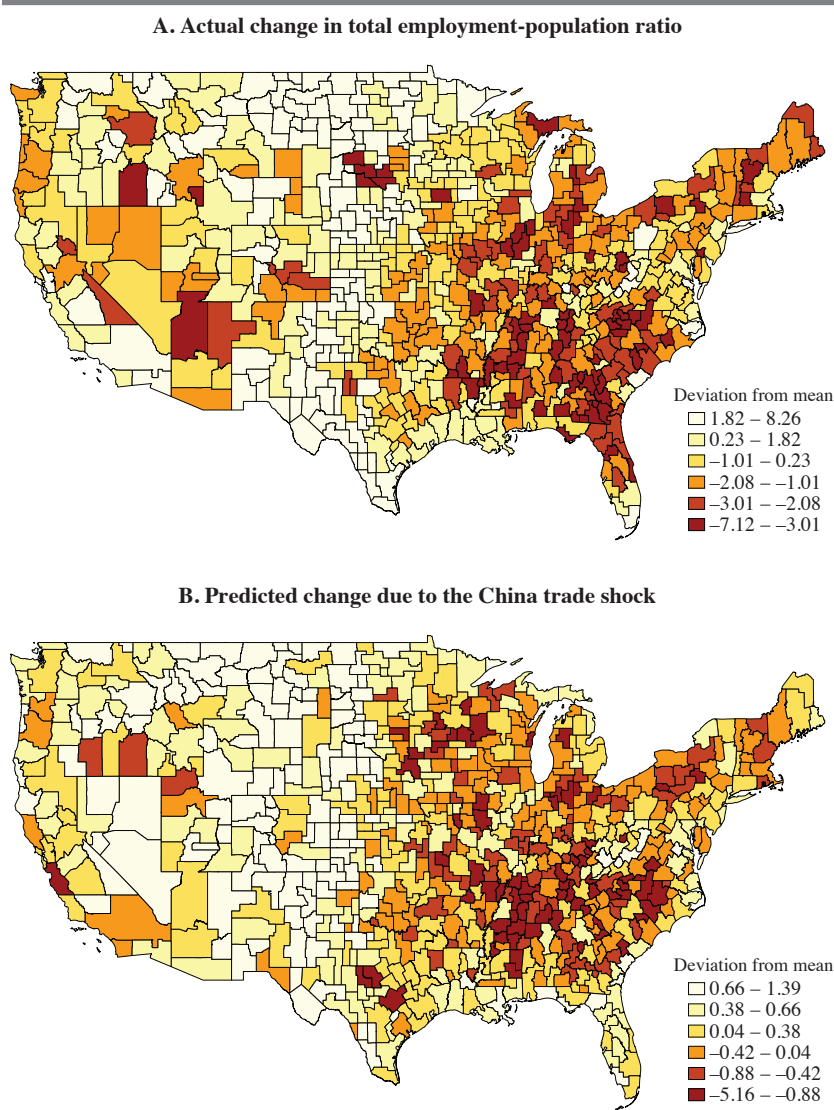 A. Actual change in total employment-population ratio
Deviation from mean
1.82 – 8.26
0.23 – 1.82
–1.01 – 0.23
–2.08 – –1.01
–3.01 – –2.08
–7.12 – –3.01
B. Predicted change due to the China trade shock
Deviation from mean
0.66 – 1.39
0.38 – 0.66
0.04 – 0.38
–0.42 – 0.04
–0.88 – –0.42
–5.16 – –0.88